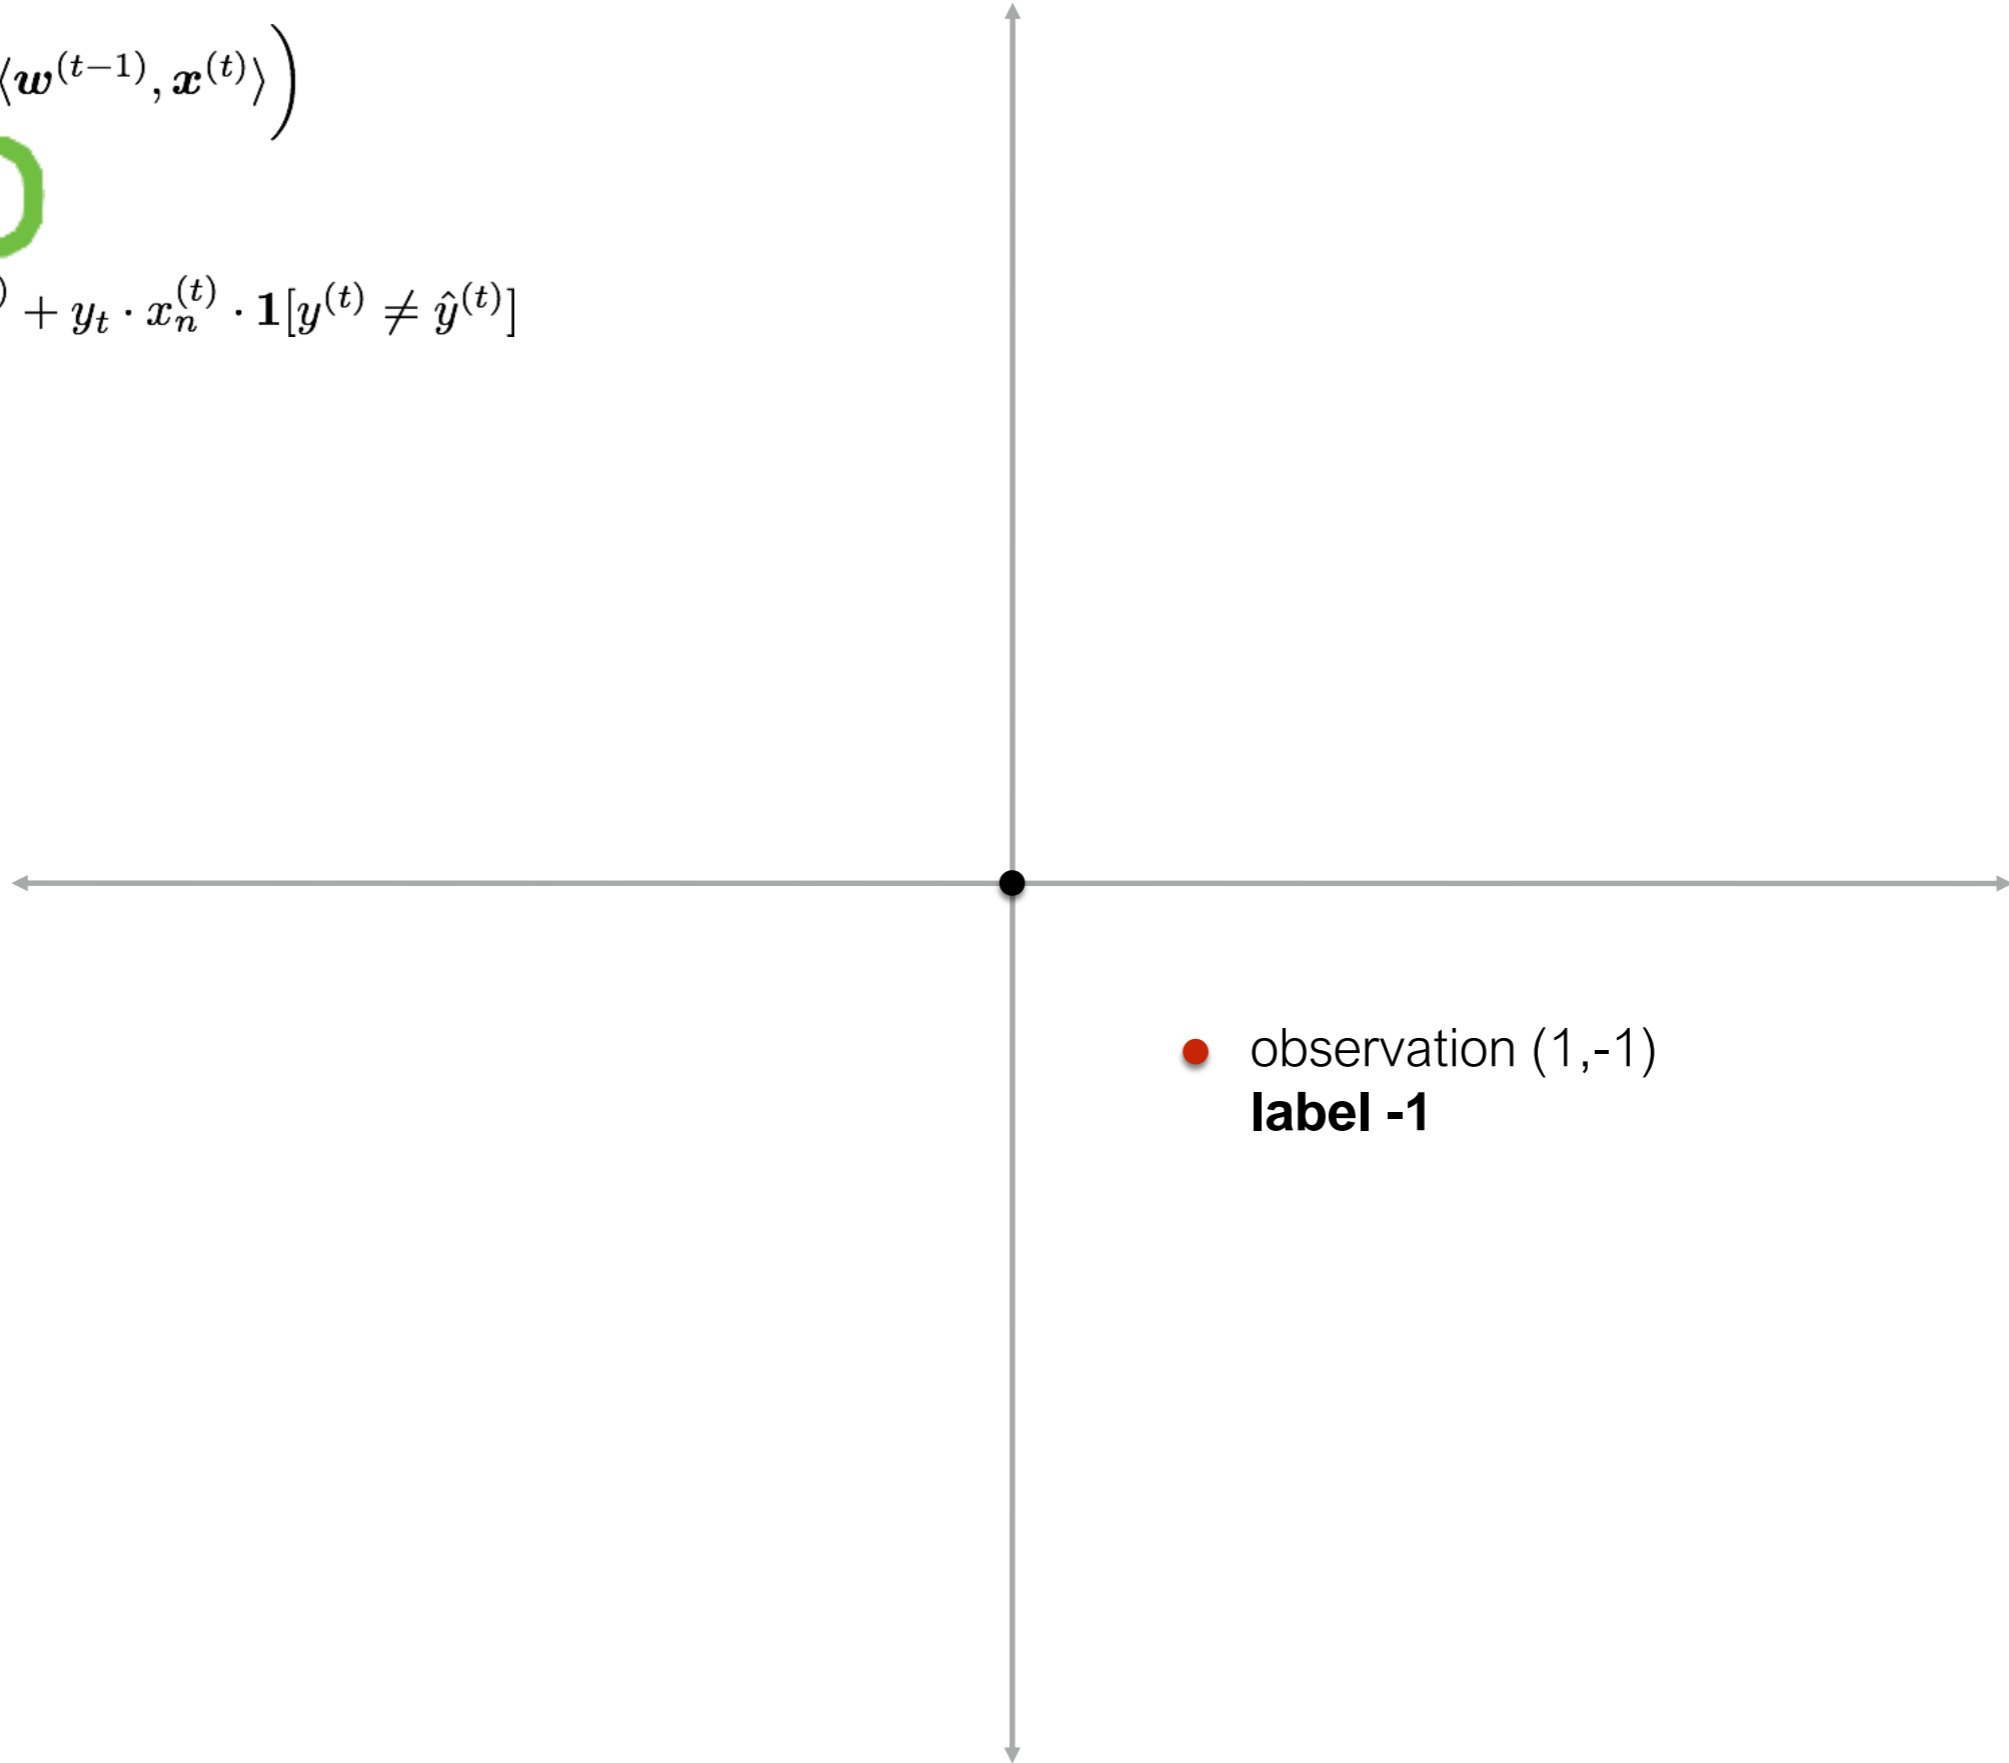 ⟨w^(t−1), x^(t)⟩)
) + y_t · x_n^(t) · 1[y^(t) ≠ ŷ^(t)]
observation (1,-1)
label -1